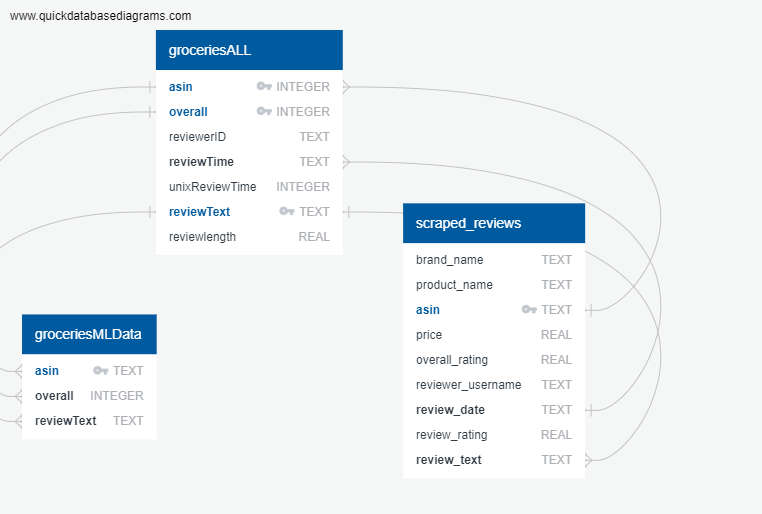 www.quickdatabasediagrams.com
groceriesALL
asin INTEGER
overall INTEGER
reviewerID TEXT
reviewTime TEXT
unixReviewTime INTEGER
reviewText TEXT
reviewlength REAL
scraped_reviews
brand_name TEXT
product_name TEXT
asin TEXT
price REAL
overall_rating REAL
reviewer_username TEXT
review_date TEXT
review_rating REAL
review_text TEXT
groceriesMLData
asin TEXT
overall INTEGER
reviewText TEXT